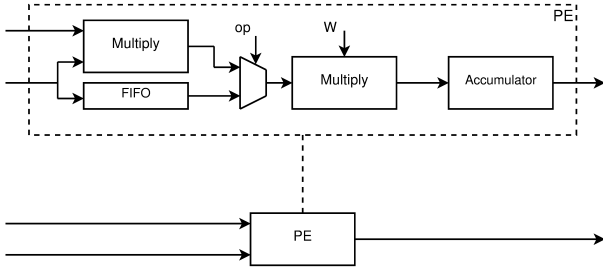 PE
op
W
Multiply
FIFO
Multiply
Accumulator
PE